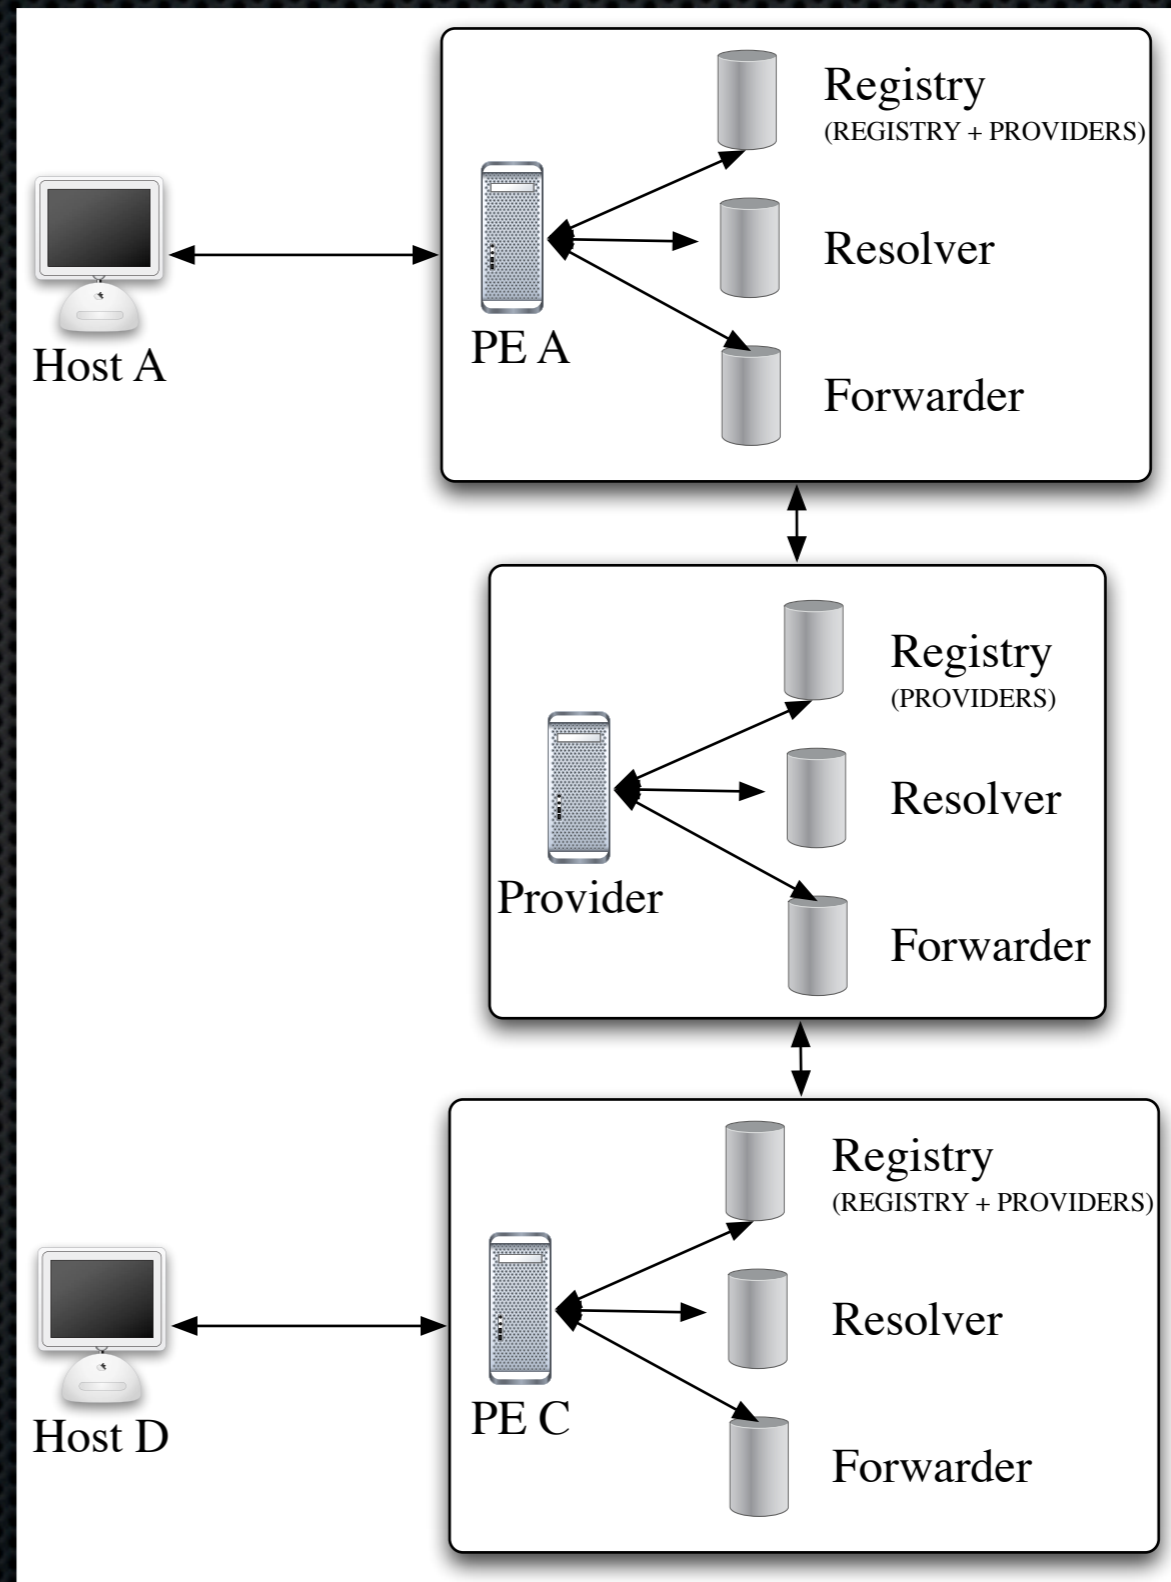 Registry
(REGISTRY + PROVIDERS)
Resolver
Forwarder
PE A
Host A
Registry
(PROVIDERS)
Resolver
Forwarder
Provider
Registry
(REGISTRY + PROVIDERS)
Resolver
Forwarder
PE C
Host D